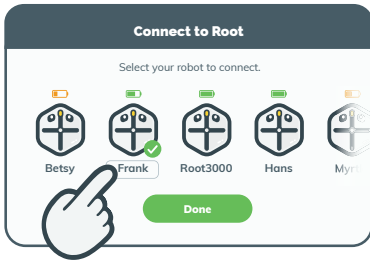 Connect to Root
Select your robot to connect.
Betsy Frank Root3000 Hans
Done